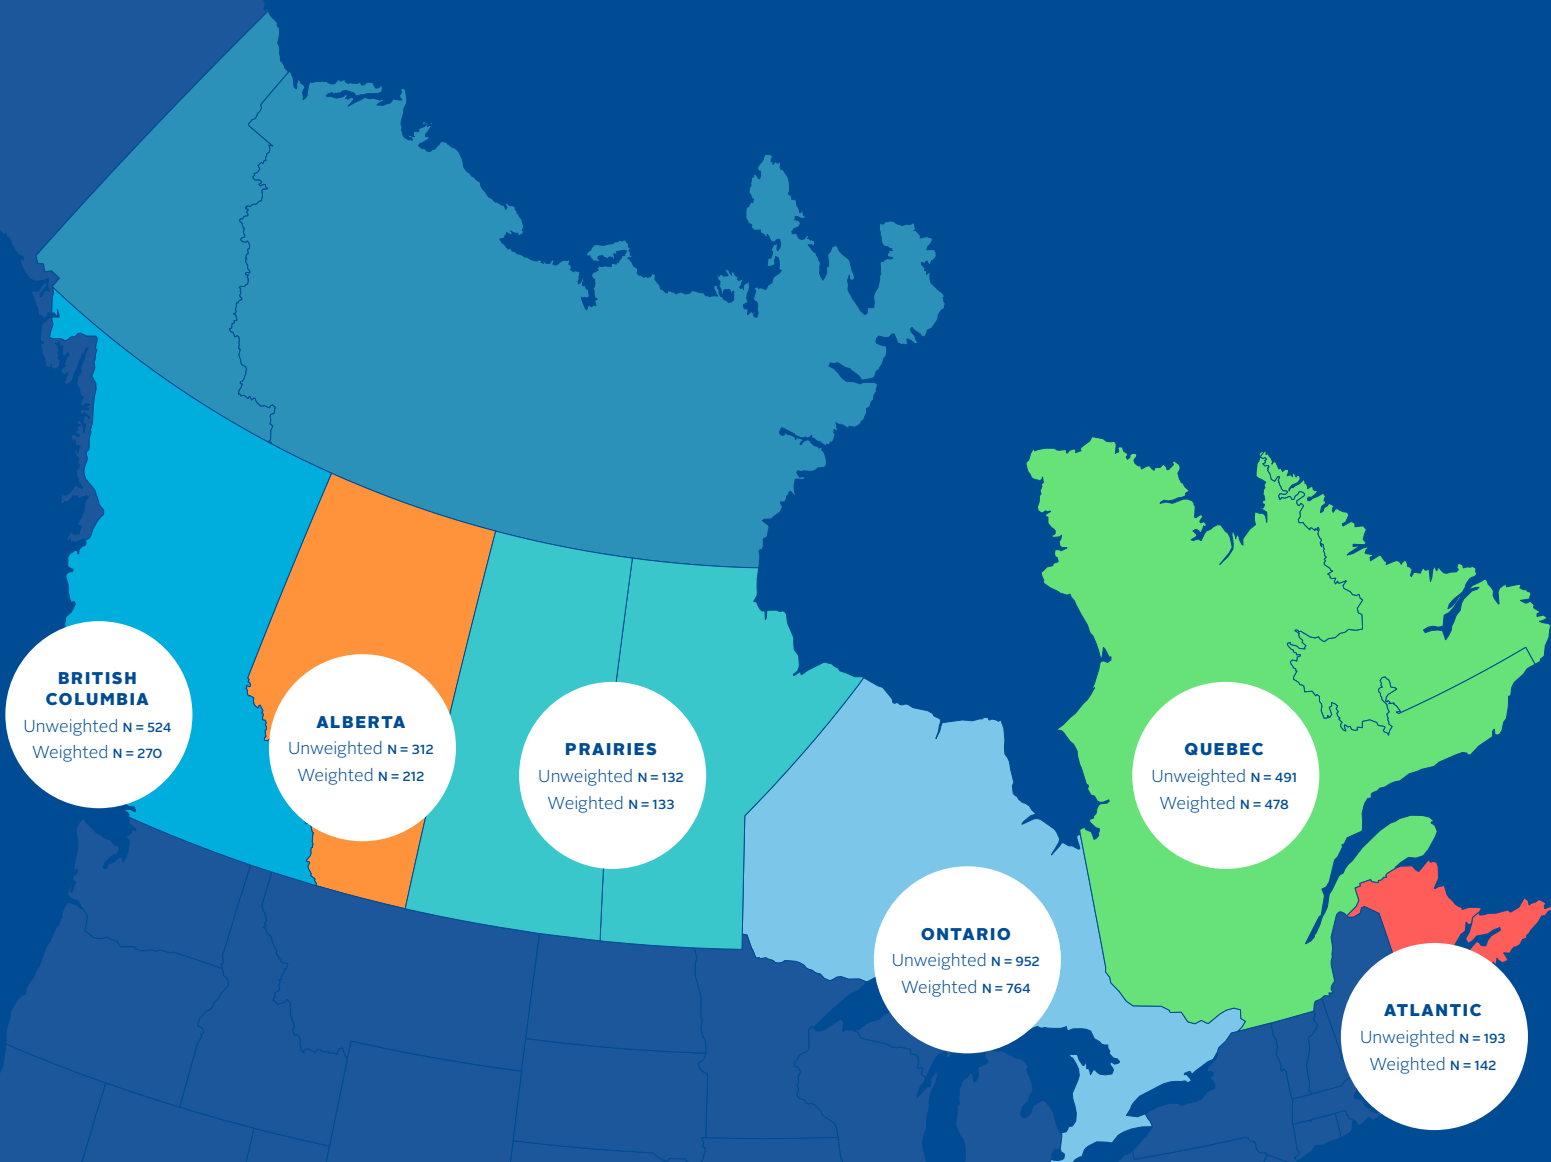 BRITISH
COLUMBIA
Unweighted N = 524
Weighted N = 270
ALBERTA
Unweighted N = 312
Weighted N = 212
PRAIRIES
Unweighted N = 132
Weighted N = 133
QUEBEC
Unweighted N = 491
Weighted N = 478
ONTARIO
Unweighted N = 952
Weighted N = 764
ATLANTIC
Unweighted N = 193
Weighted N = 142